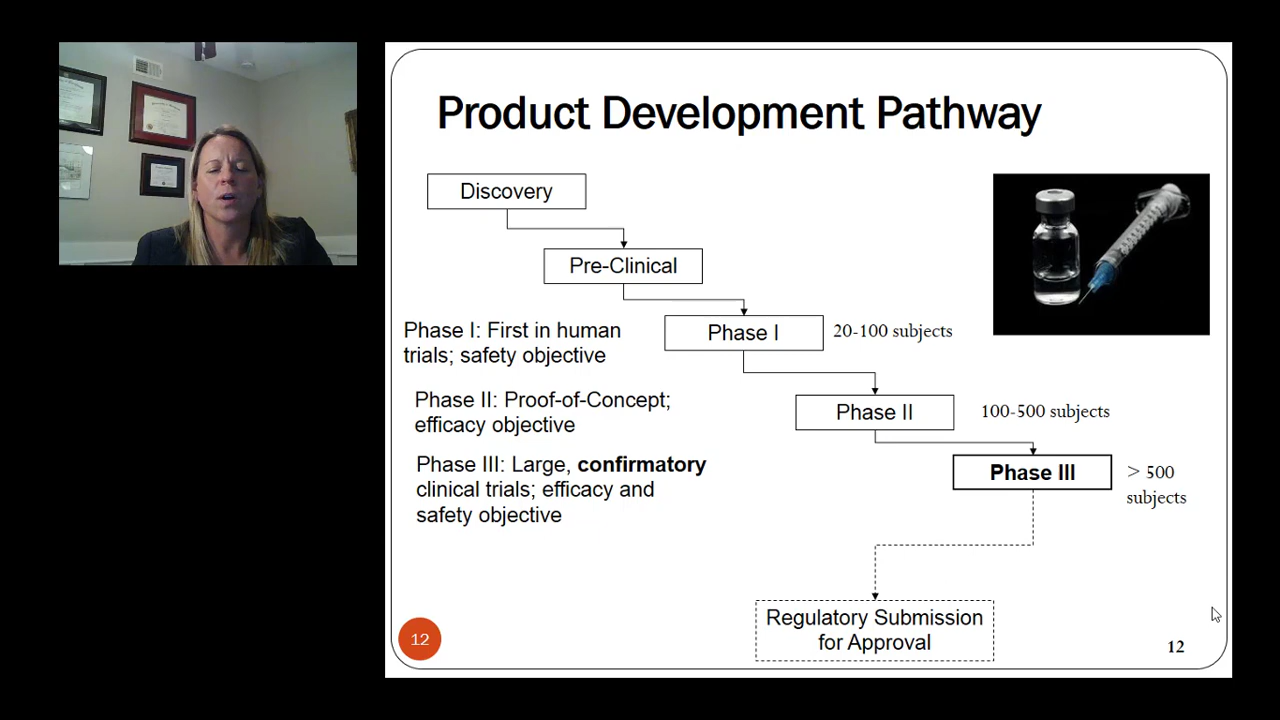 Product Development Pathway
Discovery
Pre-Clinical
Phase I: First in human
trials; safety objective
Phase I
20-100 subjects
Phase II: Proof-of-Concept;
efficacy objective
Phase II
100-500 subjects
Phase III: Large, confirmatory
clinical trials; efficacy and
safety objective
Phase III
> 500
subjects
Regulatory Submission
for Approval
12
12